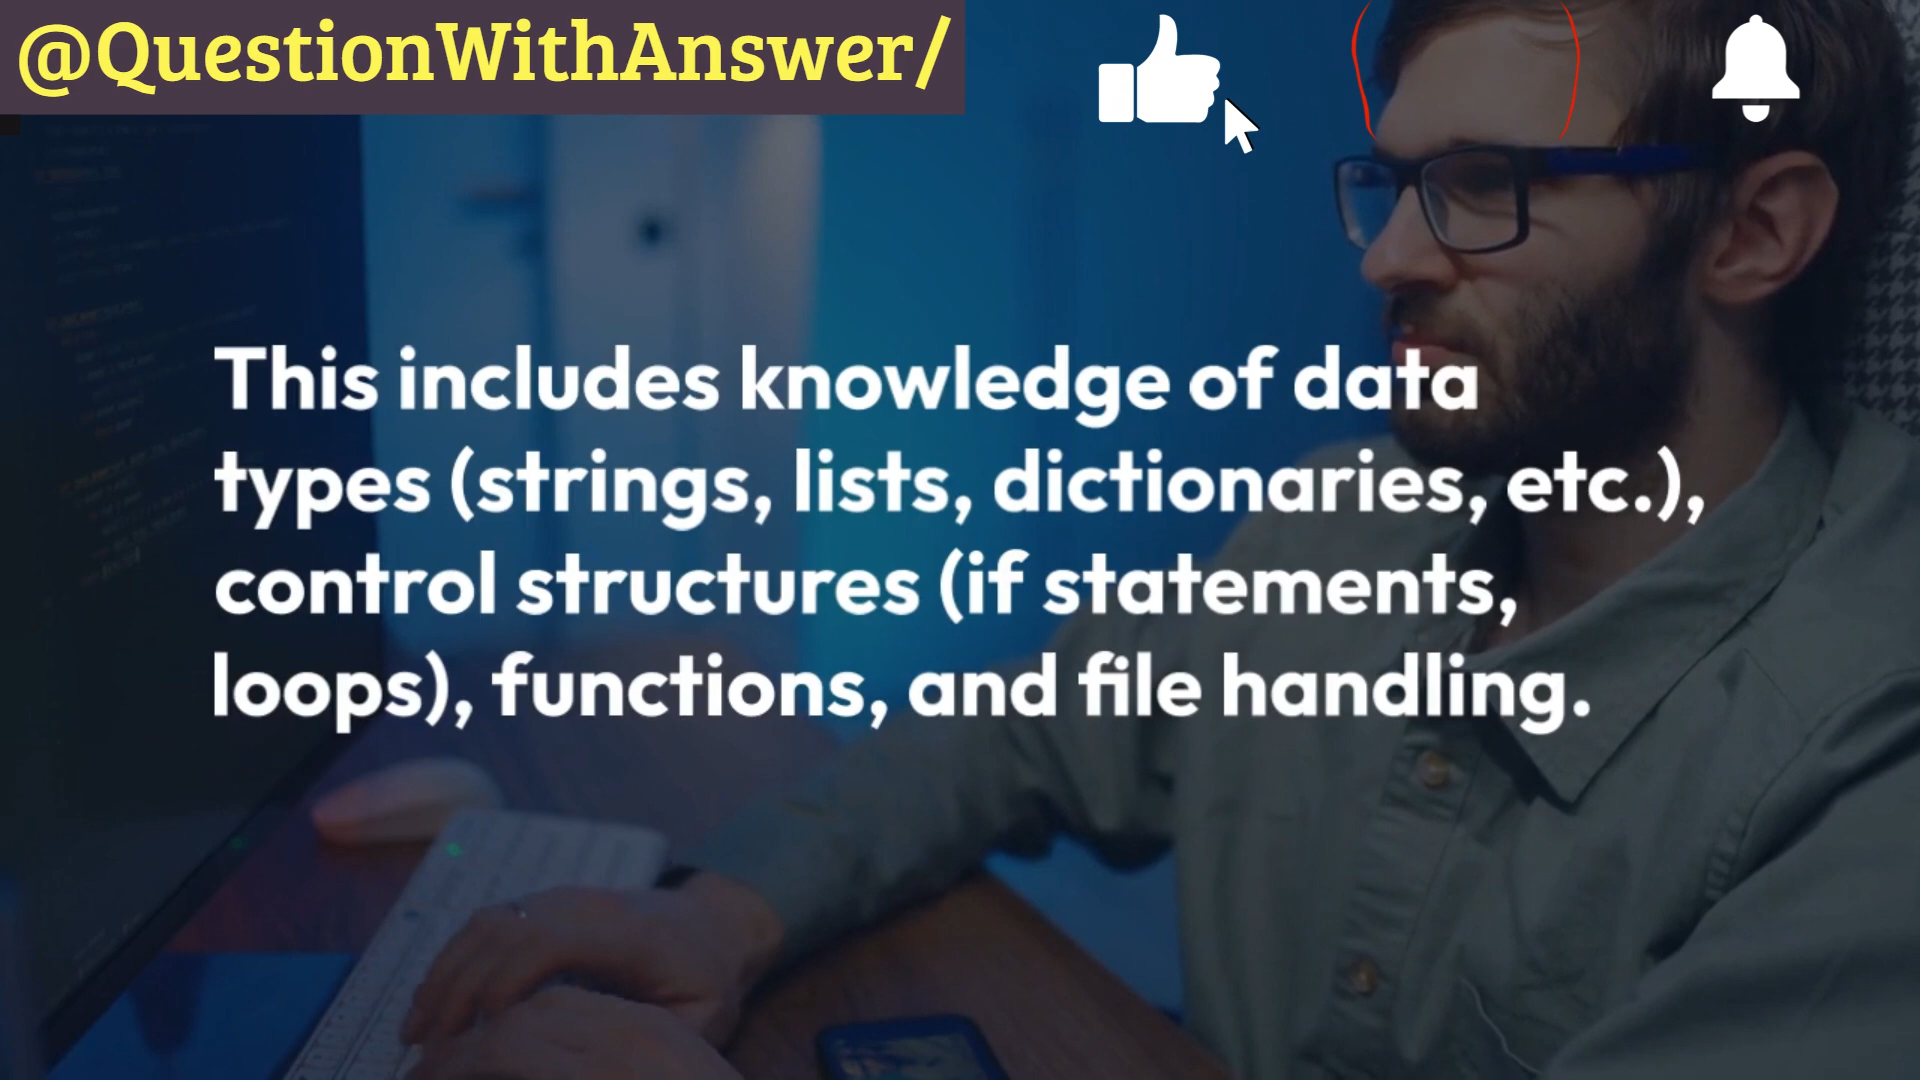 @QuestionWithAnswer/
This includes knowledge of data
types (strings, lists, dictionaries, etc.),
control structures (if statements,
loops), functions, and file handling.